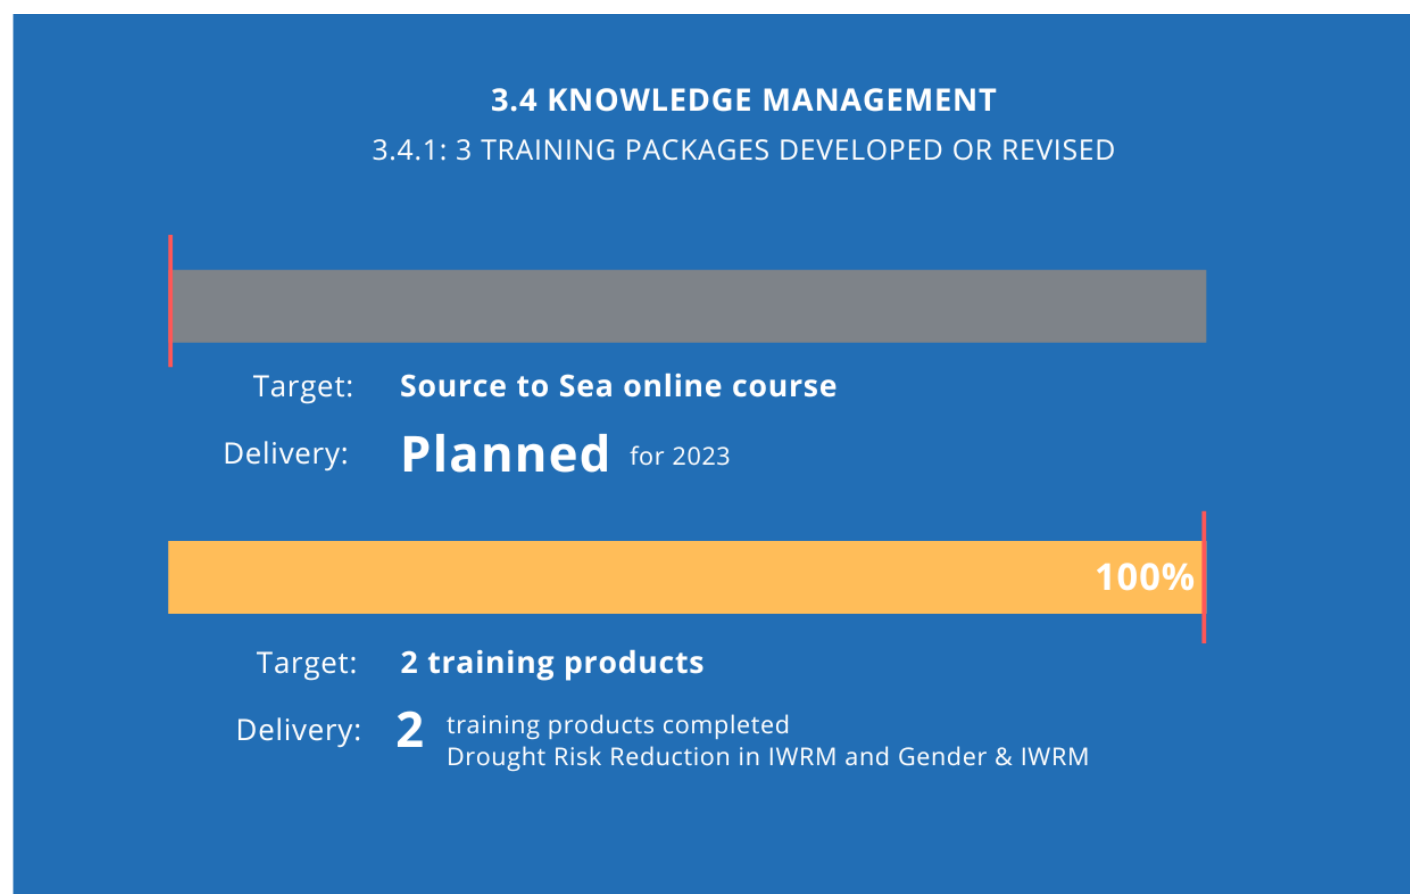 3.4 KNOWLEDGE MANAGEMENT
3.4.1: 3 TRAINING PACKAGES DEVELOPED OR REVISED
Target: Source to Sea online course
Delivery: Planned for 2023
100%
Target: 2 training products
Delivery: 2 training products completed
Drought Risk Reduction in IWRM and Gender & IWRM